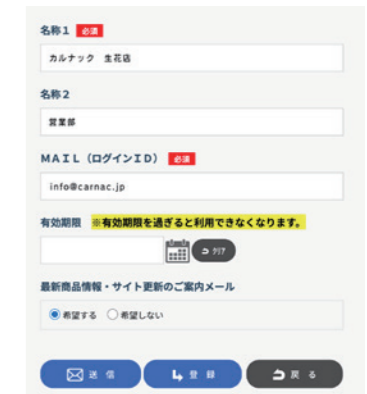 名称1 必須
カルナック 生花店
名称2
営業部
MAIL（ログインID） 必須
info@carnac.jp
有効期限 ※有効期限を過ぎると利用できなくなります。
クリア
最新商品情報・サイト更新のご案内メール
希望する 希望しない
送信 登録 戻る